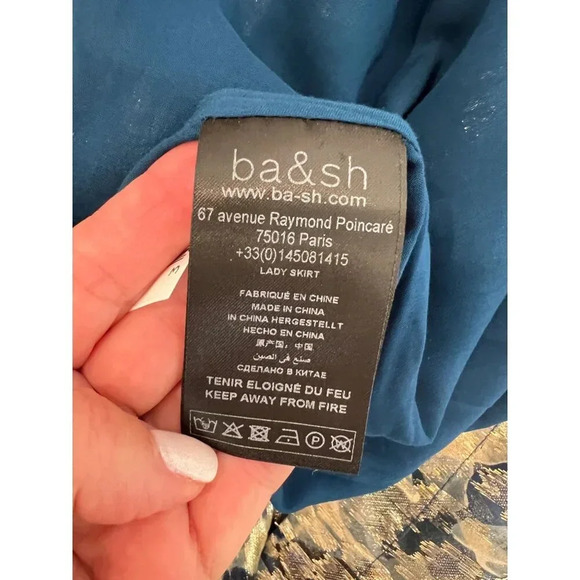 ba&sh
www.ba-sh.com
67 avenue Raymond Poincaré
75016 Paris
+33(0)145081415
LADY SKIRT
FABRIQUÉ EN CHINE
MADE IN CHINA
IN CHINA HERGESTELLT
HECHO EN CHINA
原产国：中国
صنع في الصين
СДЕЛАНО В КИТАЕ
TENIR ELOIGNÉ DU FEU
KEEP AWAY FROM FIRE
P W
M